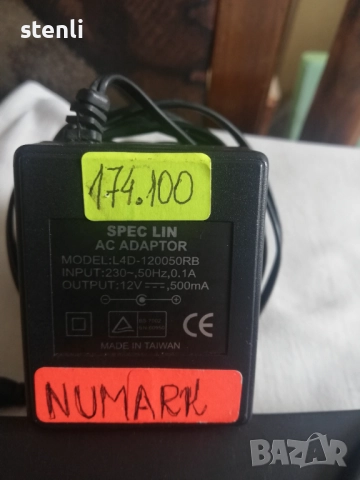 stenli
174.100
SPEC LIN
AC ADAPTOR
MODEL:L4D-120050RB
INPUT:230~,50Hz,0.1A
OUTPUT:12V⎓,500mA
CE
MADE IN TAIWAN
NUMARK
BAZAR